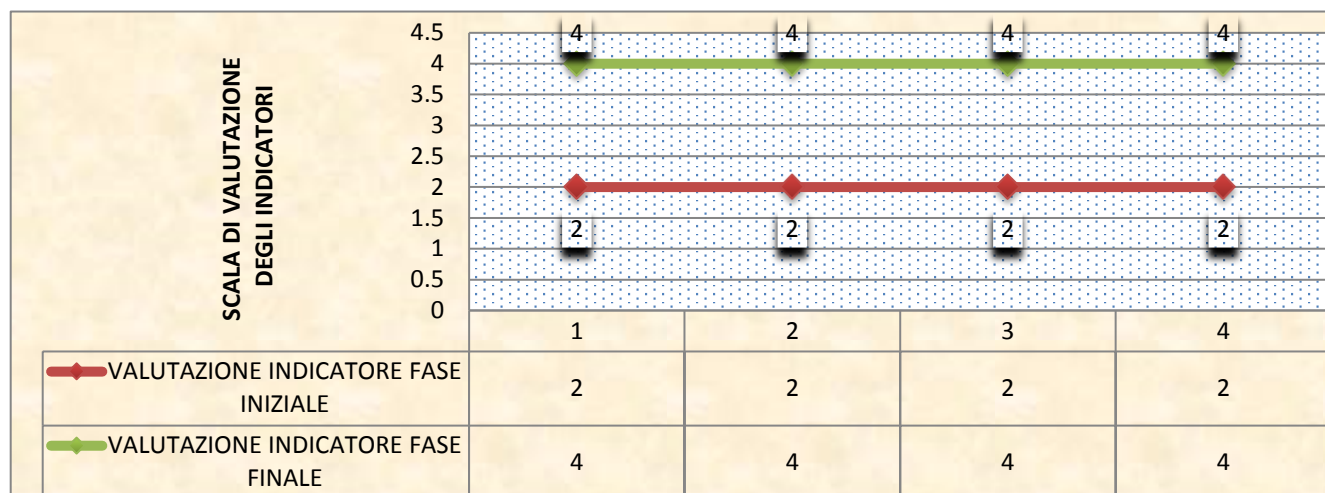 SCALA DI VALUTAZIONE
DEGLI INDICATORI
4.5
4
3.5
3
2.5
2
1.5
1
0.5
0
4 4 4 4
2 2 2 2
1 2 3 4
VALUTAZIONE INDICATORE FASE
INIZIALE
2 2 2 2
VALUTAZIONE INDICATORE FASE
FINALE
4 4 4 4